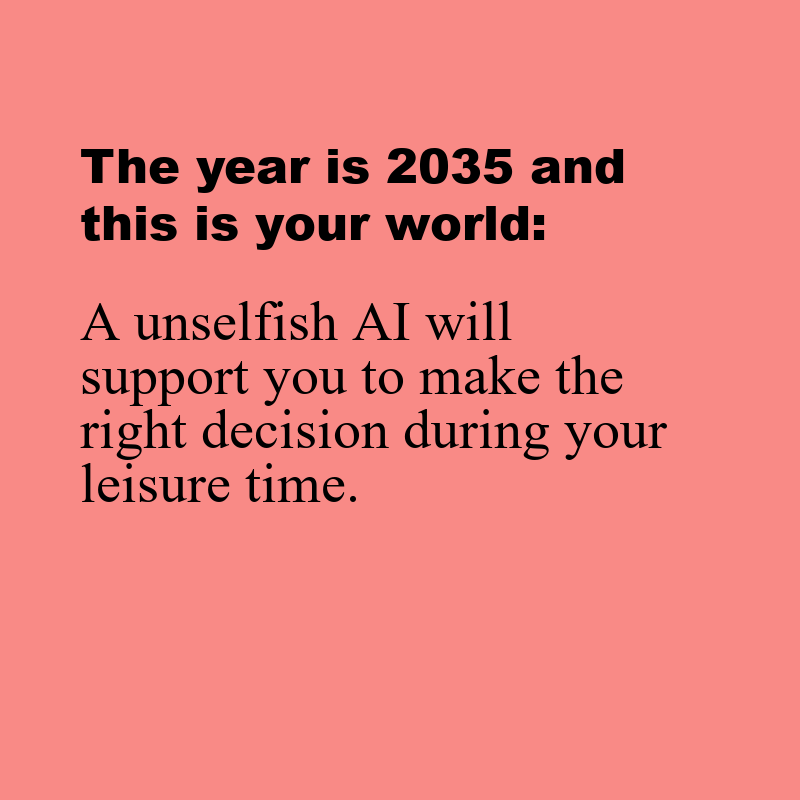 The year is 2035 and
this is your world:
A unselfish AI will
support you to make the
right decision during your
leisure time.